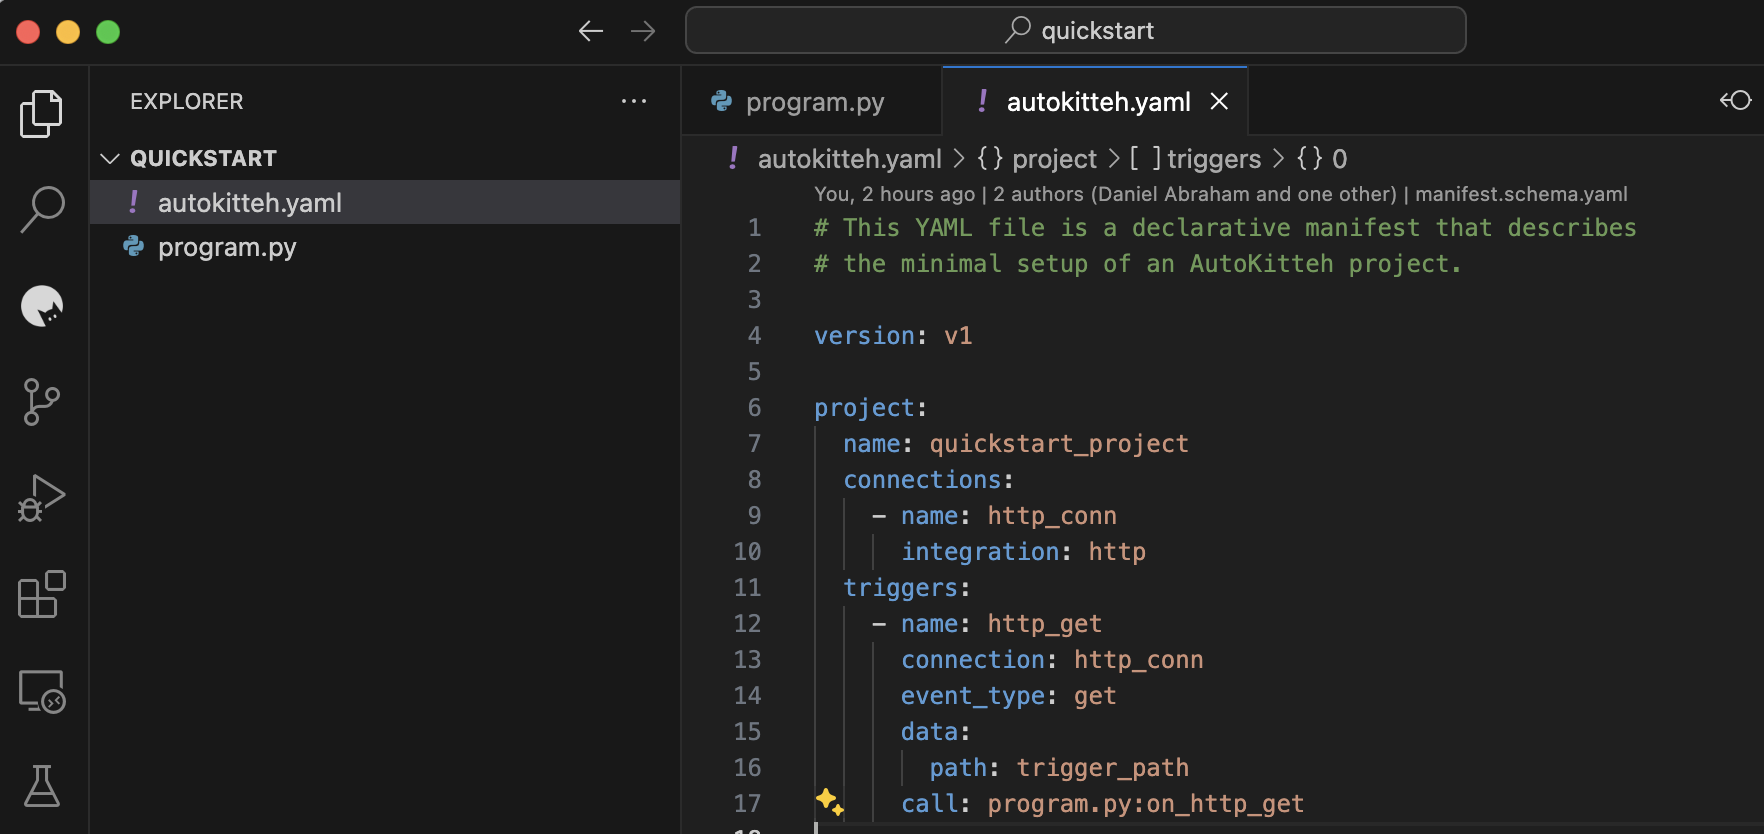 quickstart
EXPLORER
QUICKSTART
autokitteh.yaml
program.py
program.py
autokitteh.yaml
autokitteh.yaml > {} project > [ ] triggers > {} 0
You, 2 hours ago | 2 authors (Daniel Abraham and one other) | manifest.schema.yaml
1 # This YAML file is a declarative manifest that describes
2 # the minimal setup of an AutoKitteh project.
3
4 version: v1
5
6 project:
7   name: quickstart_project
8   connections:
9     - name: http_conn
10       integration: http
11   triggers:
12     - name: http_get
13       connection: http_conn
14       event_type: get
15       data:
16         path: trigger_path
17       call: program.py:on_http_get